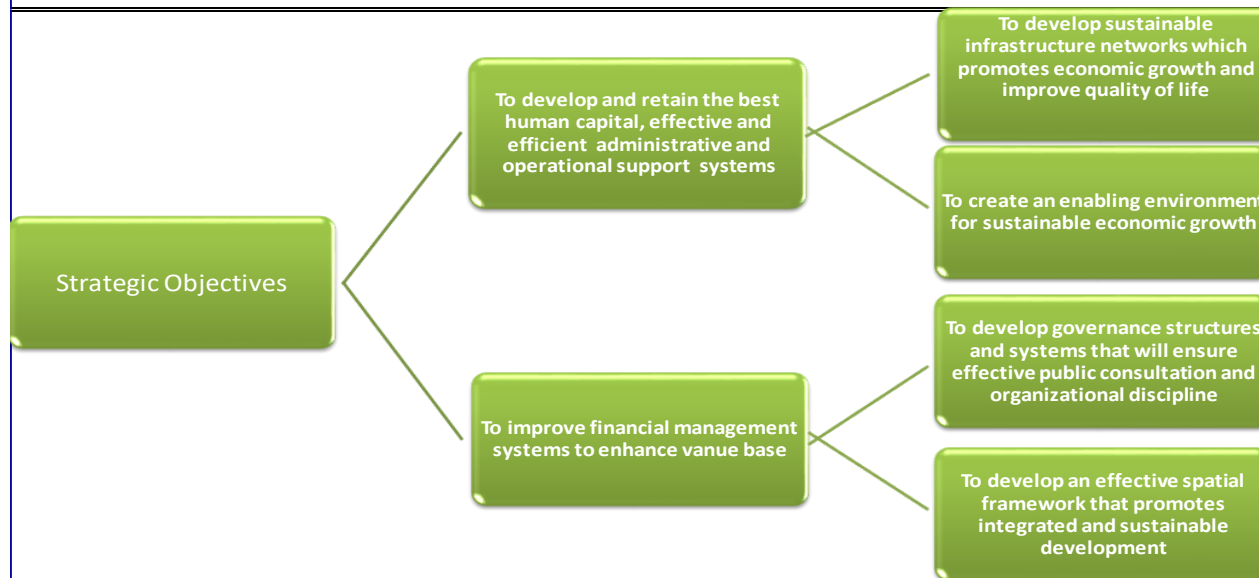 Strategic Objectives
To develop and retain the best
human capital, effective and
efficient administrative and
operational support systems
To develop sustainable
infrastructure networks which
promotes economic growth and
improve quality of life
To create an enabling environment
for sustainable economic growth
To improve financial management
systems to enhance vanue base
To develop governance structures
and systems that will ensure
effective public consultation and
organizational discipline
To develop an effective spatial
framework that promotes
integrated and sustainable
development